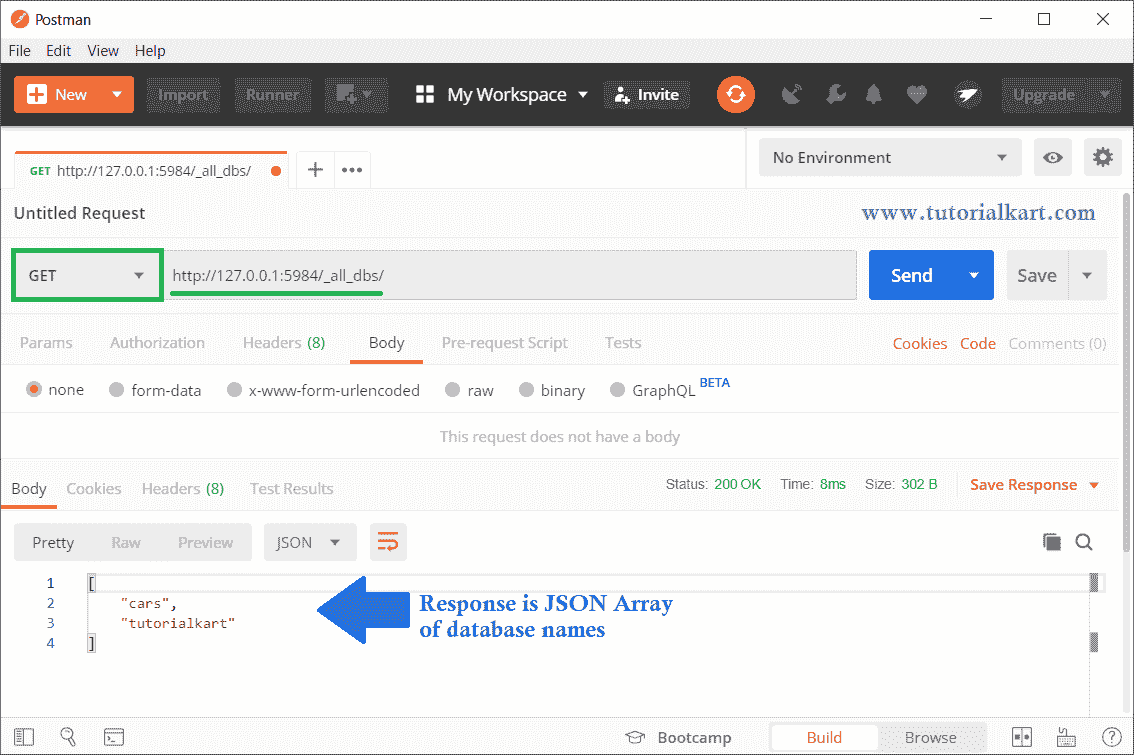 Postman
File Edit View Help
New Import Runner My Workspace Invite Upgrade
GET http://127.0.0.1:5984/_all_dbs/ No Environment
Untitled Request www.tutorialkart.com
GET http://127.0.0.1:5984/_all_dbs/ Send Save
Params Authorization Headers (8) Body Pre-request Script Tests Cookies Code Comments (0)
none form-data x-www-form-urlencoded raw binary GraphQL BETA
This request does not have a body
Body Cookies Headers (8) Test Results Status: 200 OK Time: 8ms Size: 302 B Save Response
Pretty Raw Preview JSON
1 [
2 "cars",
3 "tutorialkart"
4 ]
Response is JSON Array
of database names
Bootcamp Build Browse